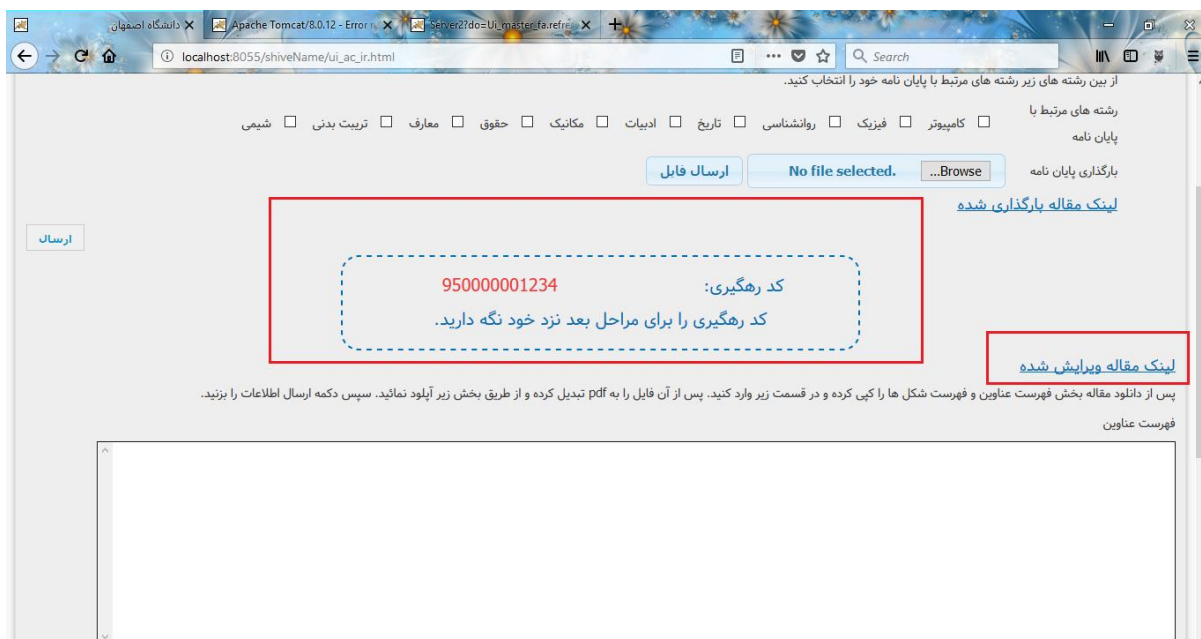 دانشگاه اصفهان
Apache Tomcat/8.0.12 - Error r
Server2?do=Ui_master_fa.refre
localhost:8055/shiveName/ui_ac_ir.html
Search
از بین رشته های زیر رشته های مرتبط با پایان نامه خود را انتخاب کنید.
رشته های مرتبط با پایان نامه
کامپیوتر فیزیک روانشناسی تاریخ ادبیات مکانیک حقوق معارف تربیت بدنی شیمی
بارگذاری پایان نامه Browse... No file selected. ارسال فایل
لینک مقاله بارگذاری شده
ارسال
کد رهگیری: 950000001234
کد رهگیری را برای مراحل بعد نزد خود نگه دارید.
لینک مقاله ویرایش شده
پس از دانلود مقاله بخش فهرست عناوین و فهرست شکل ها را کپی کرده و در قسمت زیر وارد کنید. پس از آن فایل را به pdf تبدیل کرده و از طریق بخش زیر آپلود نمائید. سپس دکمه ارسال اطلاعات را بزنید.
فهرست عناوین